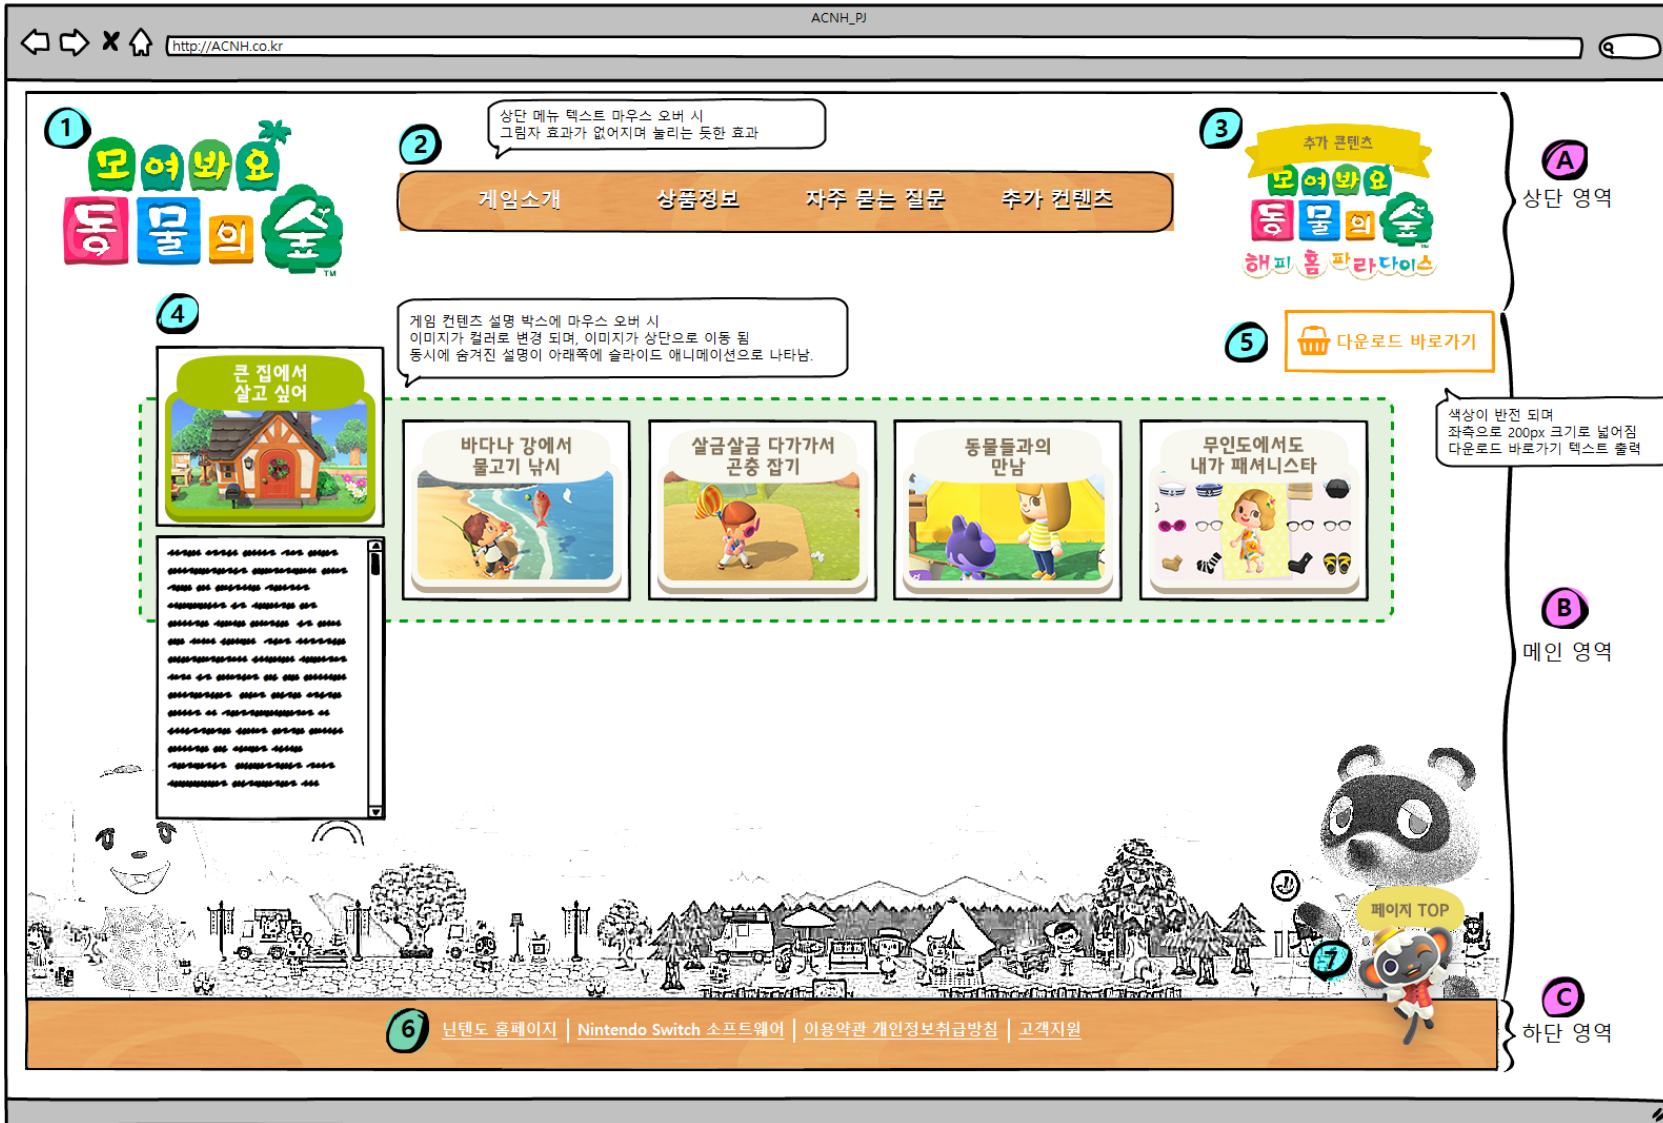 ACNH_PJ
http://ACNH.co.kr
1
모여봐요
동물의 숲
TM
2
상단 메뉴 텍스트 마우스 오버 시
그림자 효과가 없어지며 눌리는 듯한 효과
게임소개 상품정보 자주 묻는 질문 추가 컨텐츠
3
추가 콘텐츠
모여봐요
동물의 숲
해피 홈 파라다이스
A
상단 영역
4
게임 컨텐츠 설명 박스에 마우스 오버 시
이미지가 컬러로 변경 되며, 이미지가 상단으로 이동 됨
동시에 숨겨진 설명이 아래쪽에 슬라이드 애니메이션으로 나타남.
5
다운로드 바로가기
색상이 반전 되며
좌측으로 200px 크기로 넓어짐
다운로드 바로가기 텍스트 출력
큰 집에서
살고 싶어
바다나 강에서
물고기 낚시
살금살금 다가가서
곤충 잡기
동물들과의
만남
무인도에서도
내가 패셔니스타
B
메인 영역
페이지 TOP
7
6
닌텐도 홈페이지 | Nintendo Switch 소프트웨어 | 이용약관 개인정보취급방침 | 고객지원
C
하단 영역